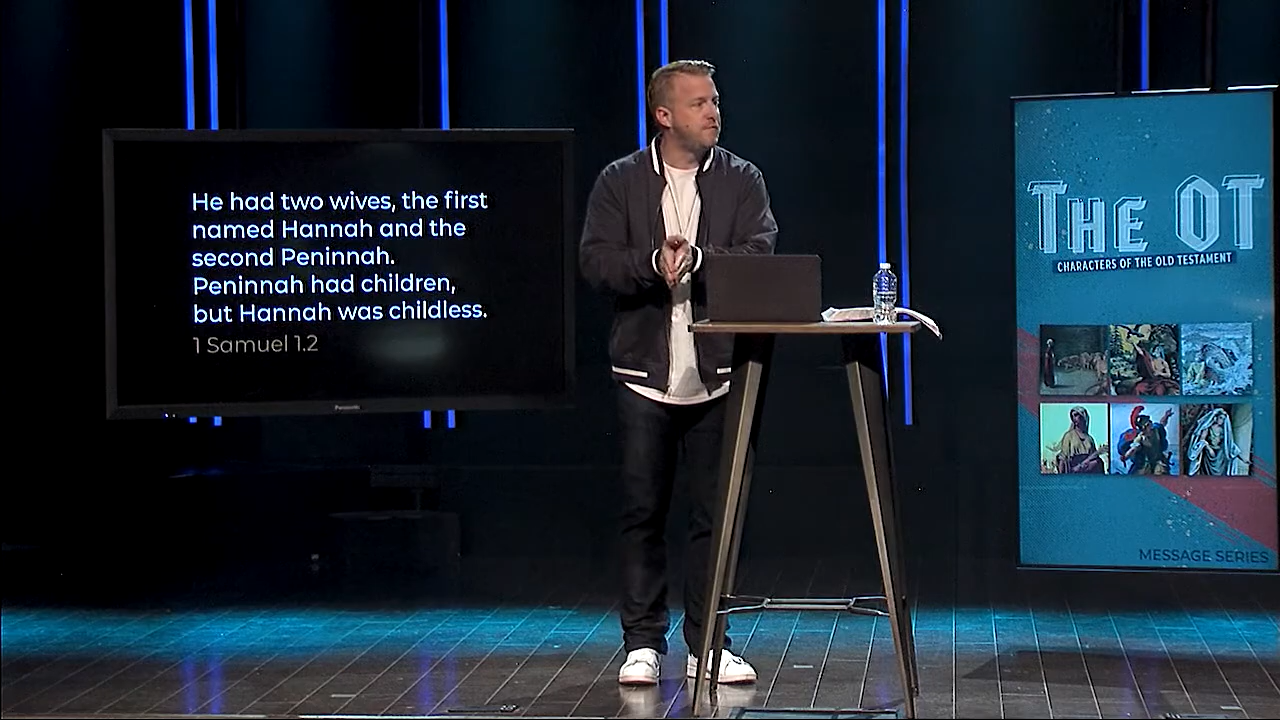 He had two wives, the first
named Hannah and the
second Peninnah.
Peninnah had children,
but Hannah was childless.
1 Samuel 1.2
Panasonic
THE OT
CHARACTERS OF THE OLD TESTAMENT
MESSAGE SERIES